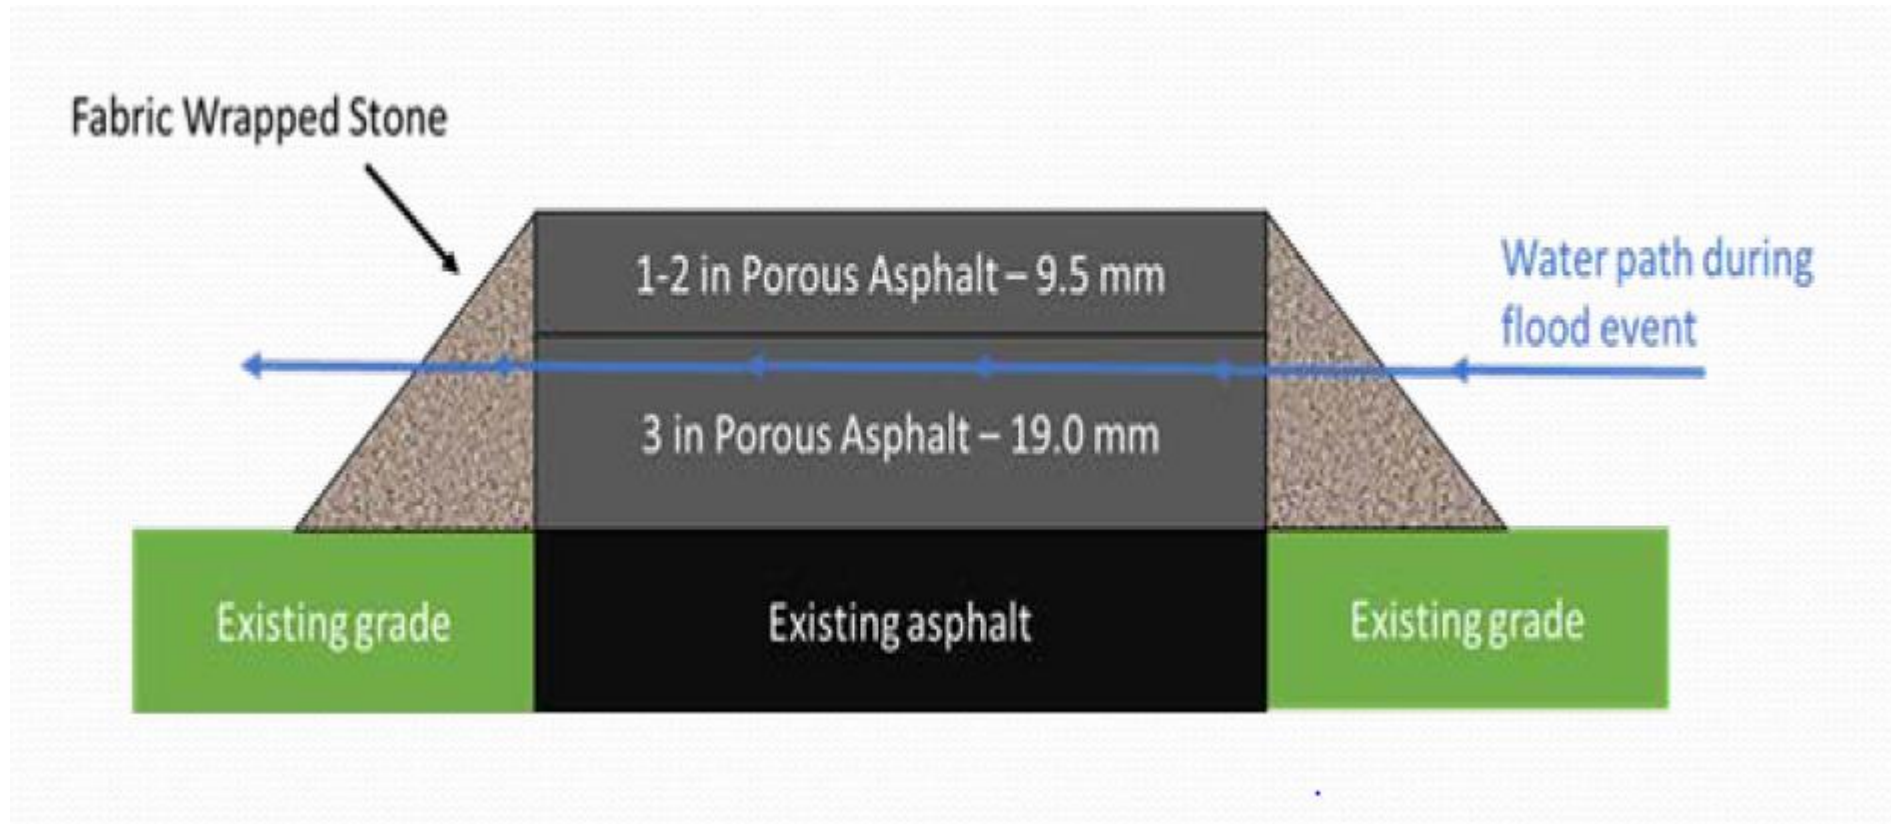 Fabric Wrapped Stone
1-2 in Porous Asphalt – 9.5 mm
Water path during
flood event
3 in Porous Asphalt – 19.0 mm
Existing grade
Existing asphalt
Existing grade